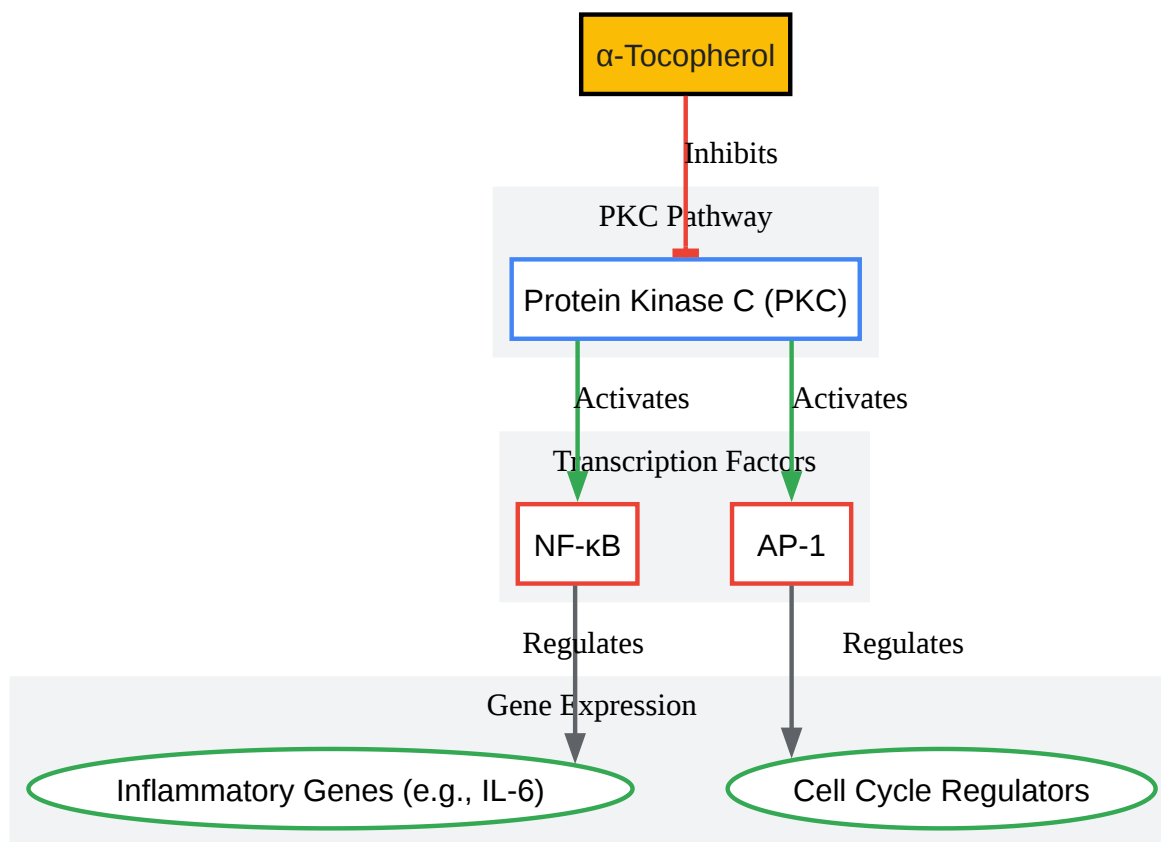 α-Tocopherol
Inhibits
PKC Pathway
Protein Kinase C (PKC)
Activates
Activates
Transcription Factors
NF-κB
AP-1
Regulates
Regulates
Gene Expression
Inflammatory Genes (e.g., IL-6)
Cell Cycle Regulators